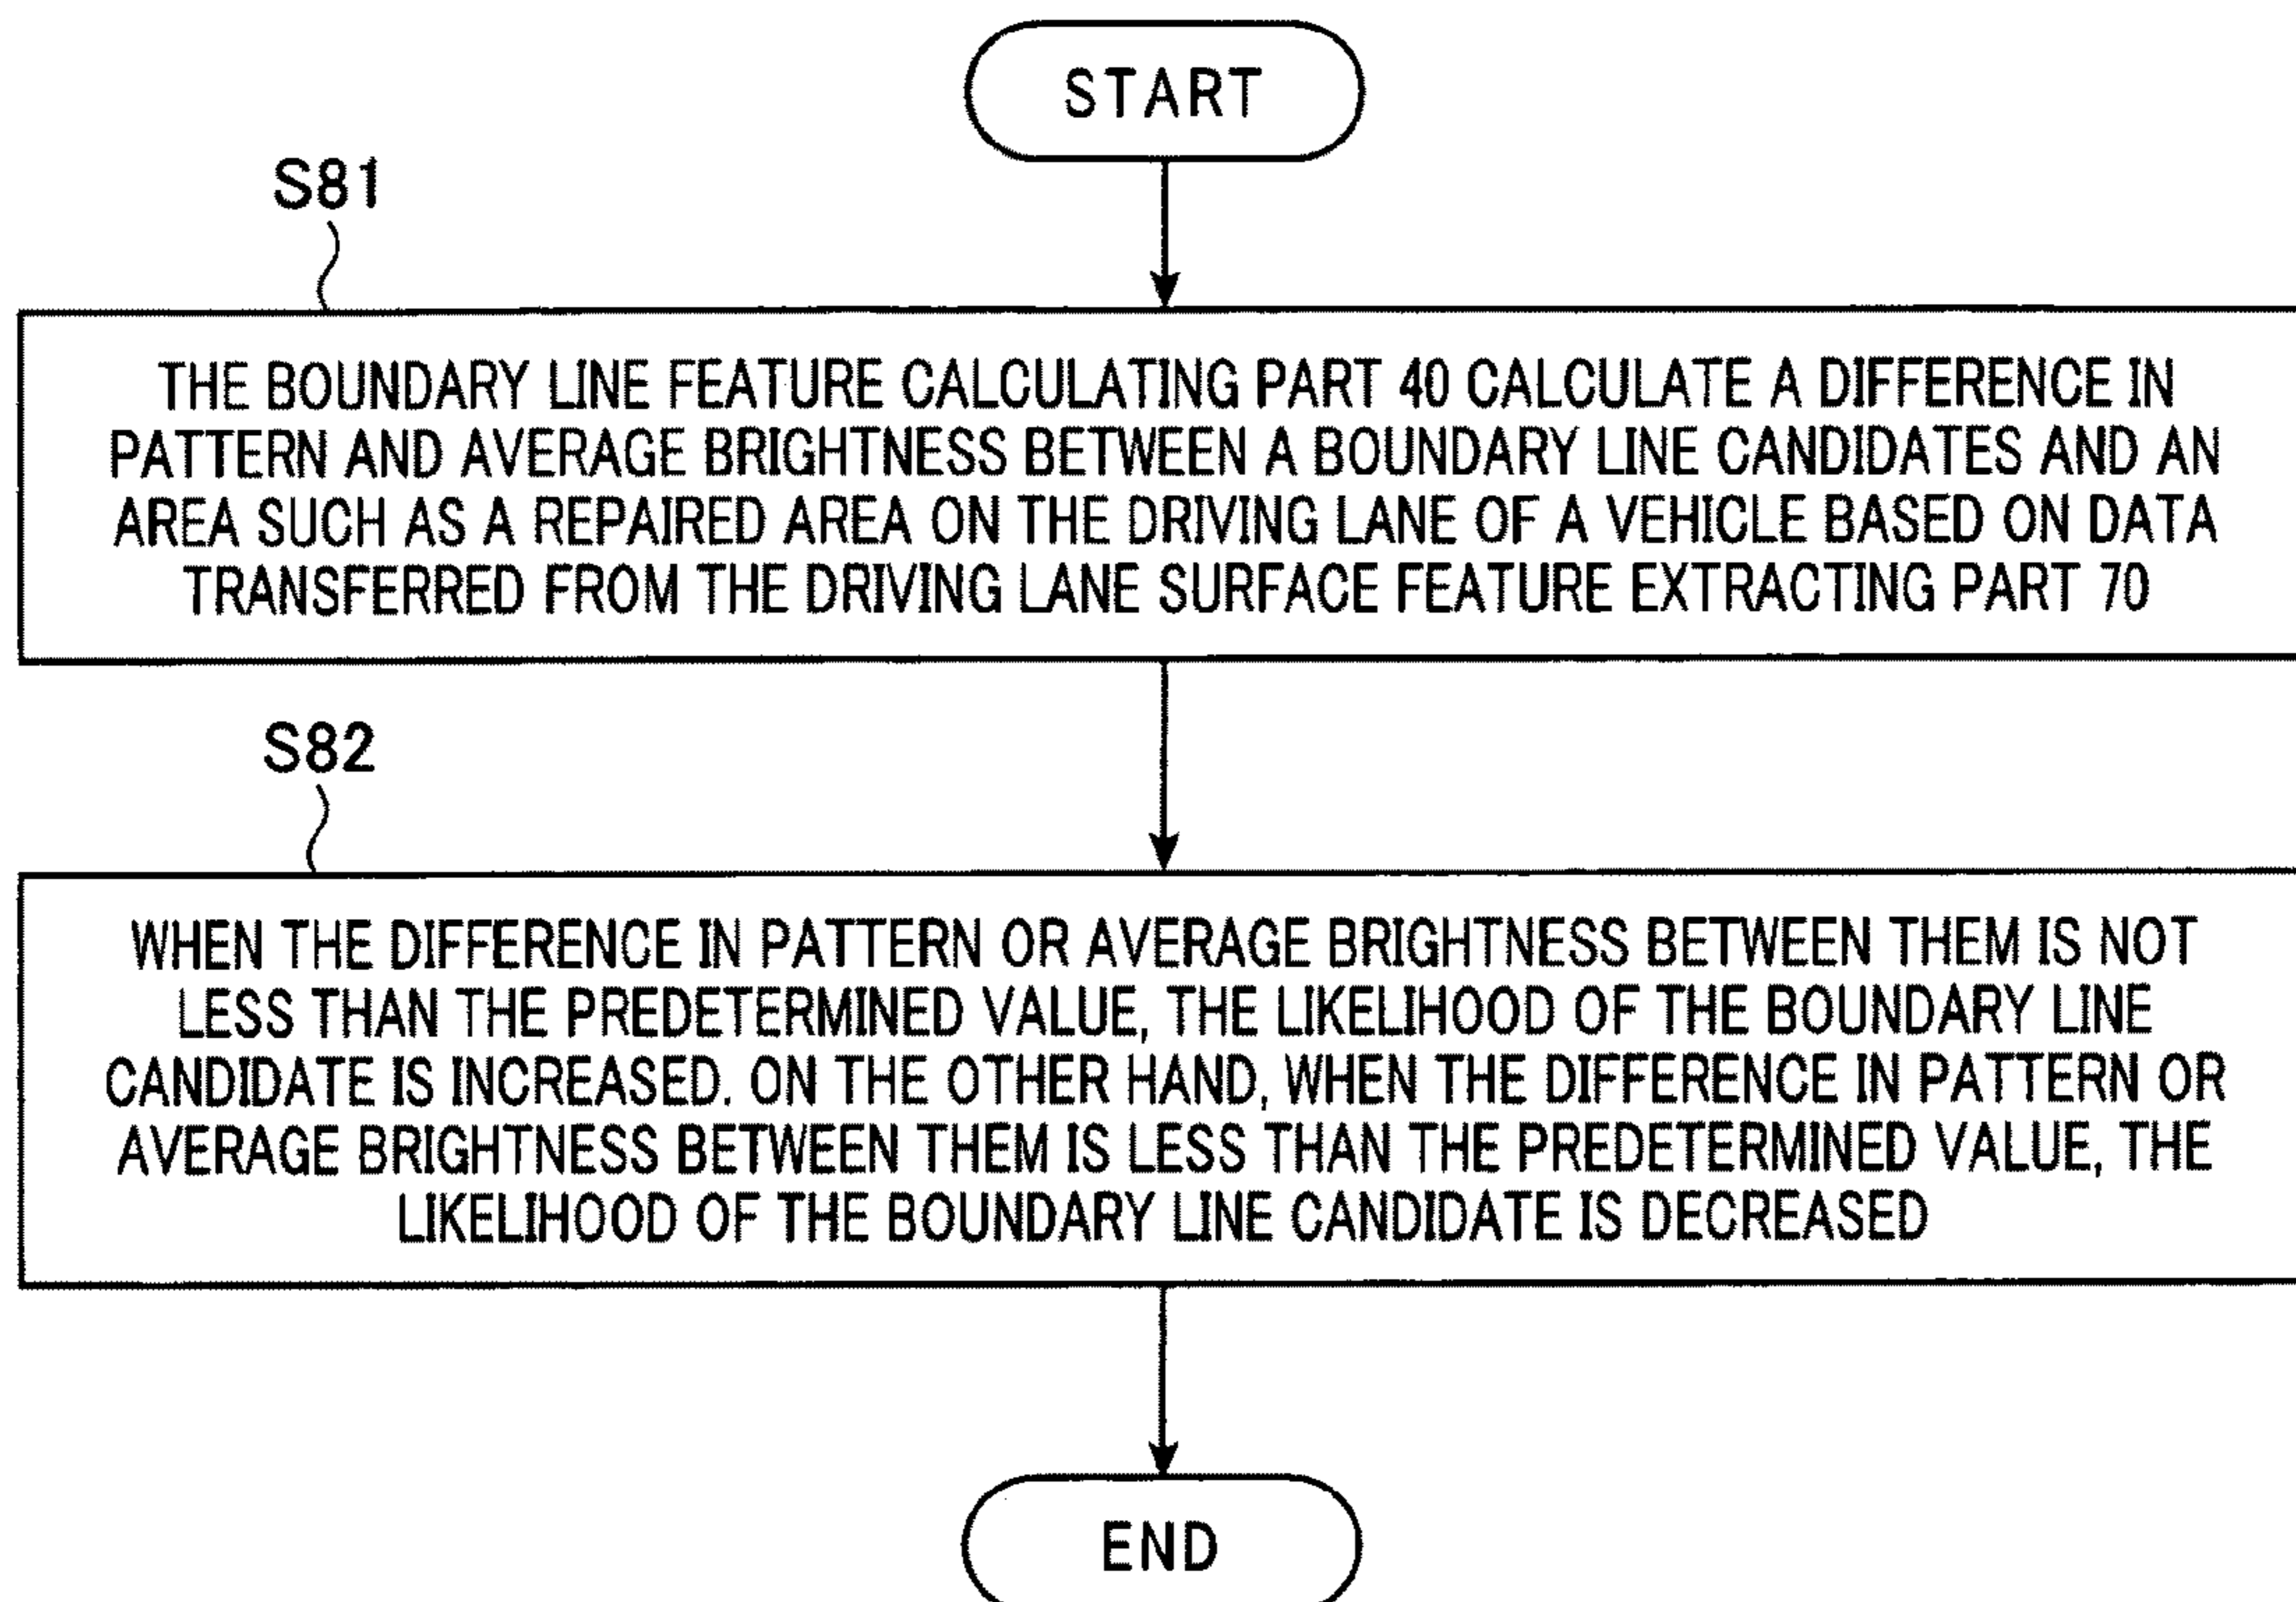 START
S81
THE BOUNDARY LINE FEATURE CALCULATING PART 40 CALCULATE A DIFFERENCE IN
PATTERN AND AVERAGE BRIGHTNESS BETWEEN A BOUNDARY LINE CANDIDATES AND AN
AREA SUCH AS A REPAIRED AREA ON THE DRIVING LANE OF A VEHICLE BASED ON DATA
TRANSFERRED FROM THE DRIVING LANE SURFACE FEATURE EXTRACTING PART 70
S82
WHEN THE DIFFERENCE IN PATTERN OR AVERAGE BRIGHTNESS BETWEEN THEM IS NOT
LESS THAN THE PREDETERMINED VALUE, THE LIKELIHOOD OF THE BOUNDARY LINE
CANDIDATE IS INCREASED. ON THE OTHER HAND, WHEN THE DIFFERENCE IN PATTERN OR
AVERAGE BRIGHTNESS BETWEEN THEM IS LESS THAN THE PREDETERMINED VALUE, THE
LIKELIHOOD OF THE BOUNDARY LINE CANDIDATE IS DECREASED
END